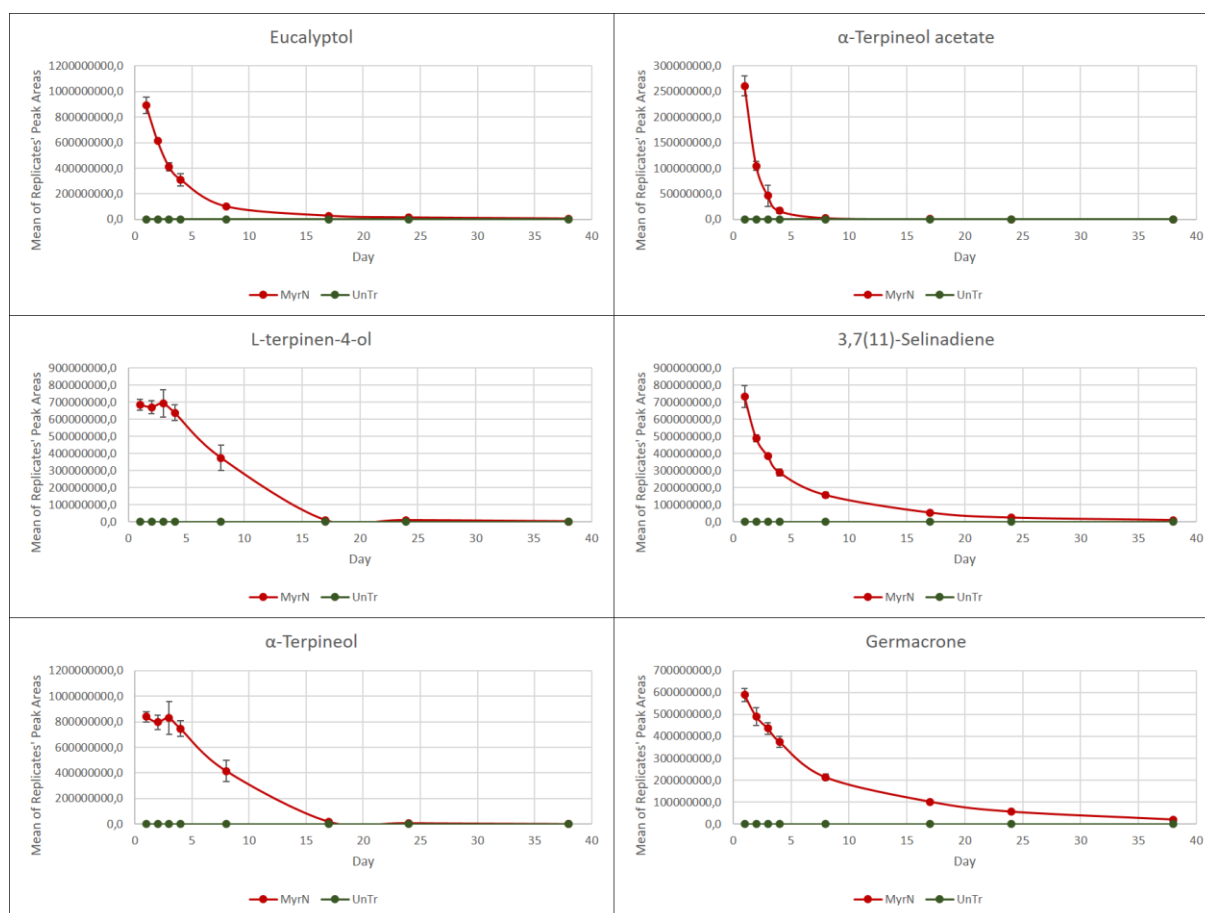 Eucalyptol
Mean of Replicates' Peak Areas
1200000000,0
1000000000,0
800000000,0
600000000,0
400000000,0
200000000,0
0,0
0 5 10 15 20 25 30 35 40
Day
MyrN UnTr
α-Terpineol acetate
Mean of Replicates' Peak Areas
300000000,0
250000000,0
200000000,0
150000000,0
100000000,0
50000000,0
0,0
0 5 10 15 20 25 30 35 40
Day
MyrN UnTr
L-terpinen-4-ol
Mean of Replicates' Peak Areas
900000000,0
800000000,0
700000000,0
600000000,0
500000000,0
400000000,0
300000000,0
200000000,0
100000000,0
0,0
0 5 10 15 20 25 30 35 40
Day
MyrN UnTr
3,7(11)-Selinadiene
Mean of Replicates' Peak Areas
900000000,0
800000000,0
700000000,0
600000000,0
500000000,0
400000000,0
300000000,0
200000000,0
100000000,0
0,0
0 5 10 15 20 25 30 35 40
Day
MyrN UnTr
α-Terpineol
Mean of Replicates' Peak Areas
1200000000,0
1000000000,0
800000000,0
600000000,0
400000000,0
200000000,0
0,0
0 5 10 15 20 25 30 35 40
Day
MyrN UnTr
Germacrone
Mean of Replicates' Peak Areas
700000000,0
600000000,0
500000000,0
400000000,0
300000000,0
200000000,0
100000000,0
0,0
0 5 10 15 20 25 30 35 40
Day
MyrN UnTr